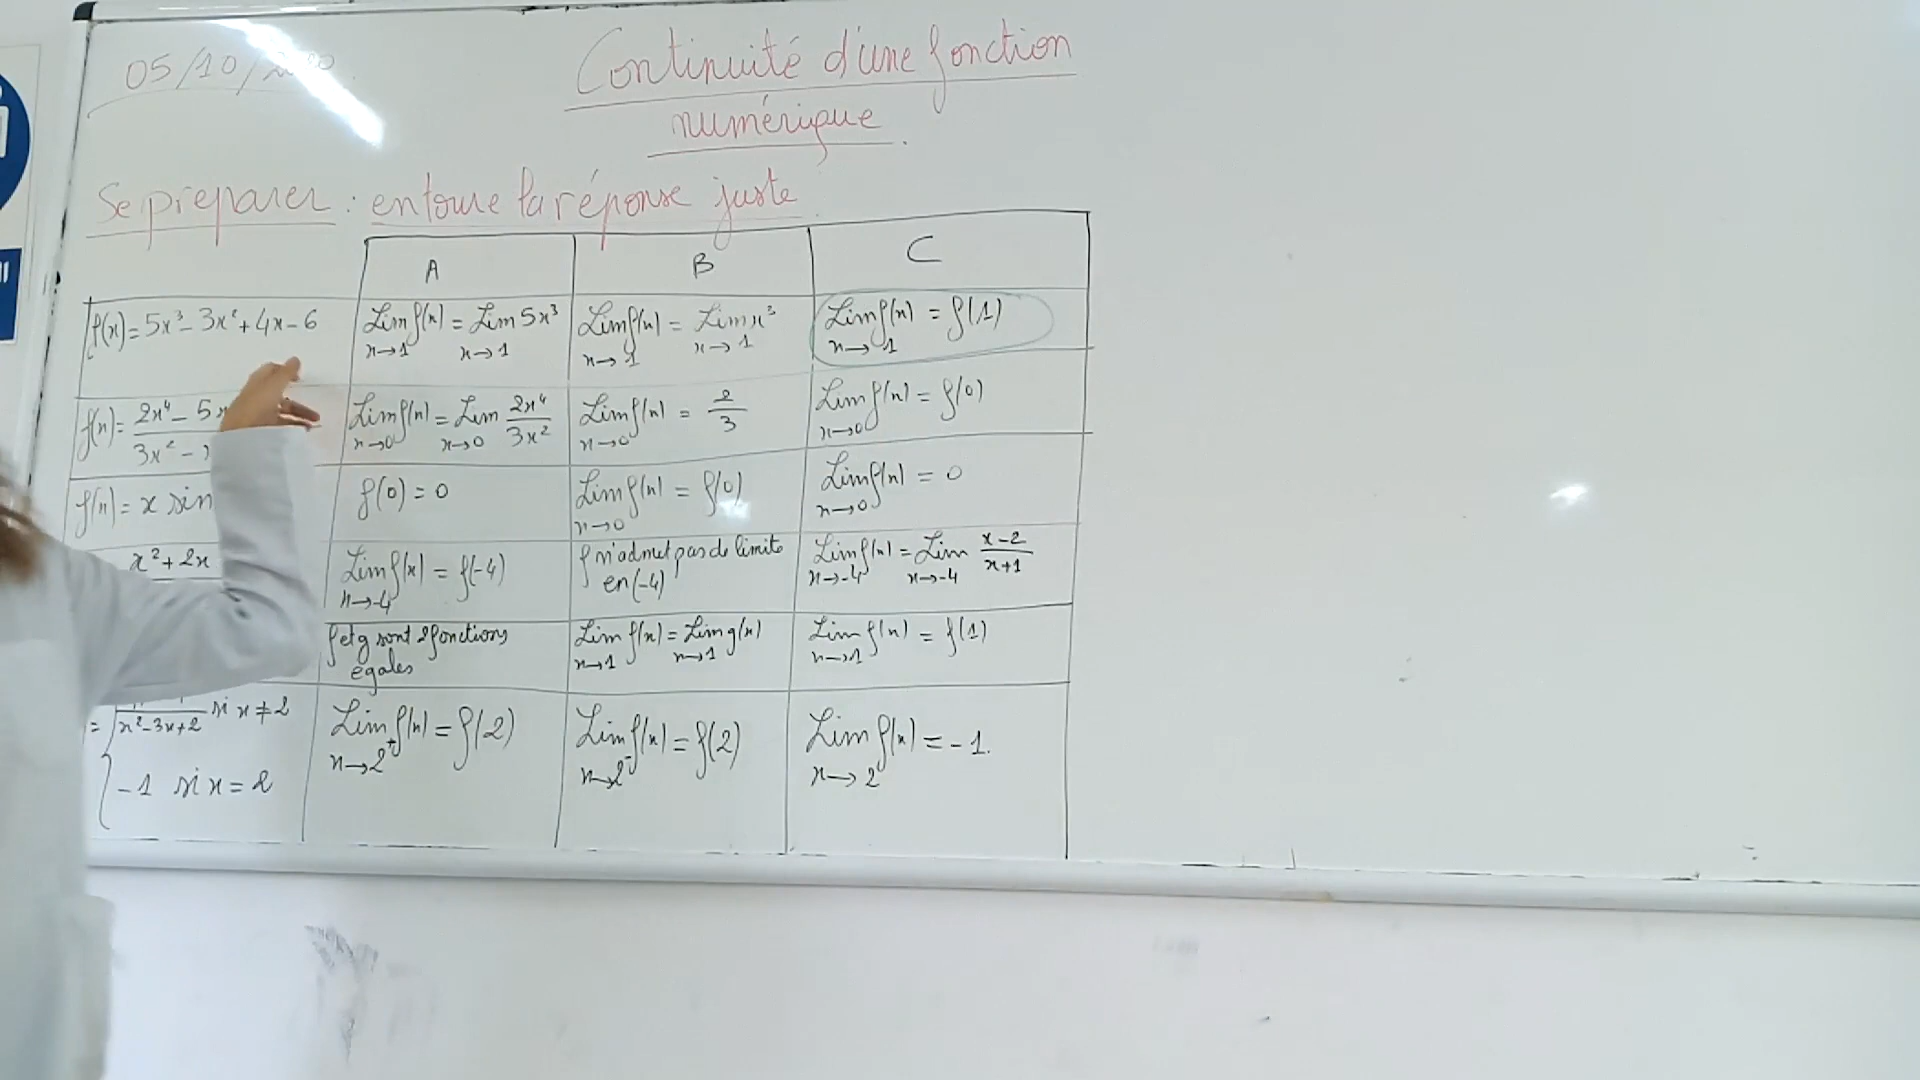 05/10/2020
Continuité d'une fonction
numérique.
Se préparer : entoure la réponse juste.
A B C
f(x)=5x³-3x²+4x-6
Lim f(x) = Lim 5x³
x→1 x→1
Lim f(x) = Lim x³
x→1 x→1
Lim f(x) = f(1)
x→1
f(x)= 2x⁴-5x
3x²-
Lim f(x) = Lim 2x⁴/3x²
x→0 x→0
Lim f(x) = 2/3
x→0
Lim f(x) = f(0)
x→0
f(x) = x sin
f(0) = 0
Lim f(x) = f(0)
x→0
Lim f(x) = 0
x→0
x²+2x
Lim f(x) = f(-4)
x→-4
f n'admet pas de limite
en (-4)
Lim f(x) = Lim x-2/x+1
x→-4 x→-4
f et g sont 2 fonctions
égales
Lim f(x) = Lim g(x)
x→1 x→1
Lim f(x) = f(1)
x→1
= x²-3x+2 si x≠2
-1 si x=2
Lim f(x) = f(2)
x→2⁺
Lim f(x) = f(2)
x→2⁻
Lim f(x) = -1.
x→2